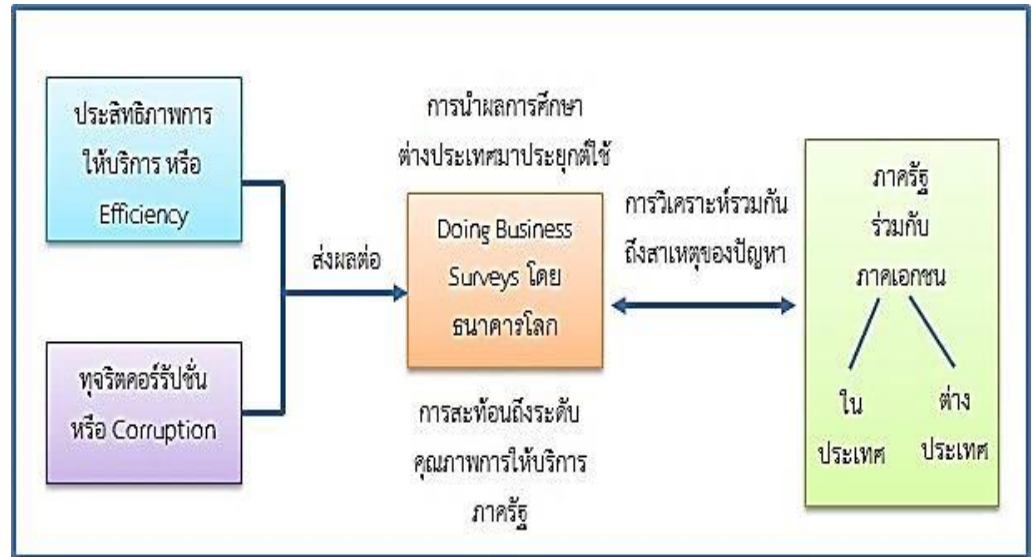 ประสิทธิภาพการ
ให้บริการ หรือ
Efficiency
ทุจริตคอร์รัปชั่น
หรือ Corruption
ส่งผลต่อ
การนำผลการศึกษา
ต่างประเทศมาประยุกต์ใช้
Doing Business
Surveys โดย
ธนาคารโลก
การสะท้อนถึงระดับ
คุณภาพการให้บริการ
ภาครัฐ
การวิเคราะห์รวมกัน
ถึงสาเหตุของปัญหา
ภาครัฐ
ร่วมกับ
ภาคเอกชน
ใน
ประเทศ
ต่าง
ประเทศ